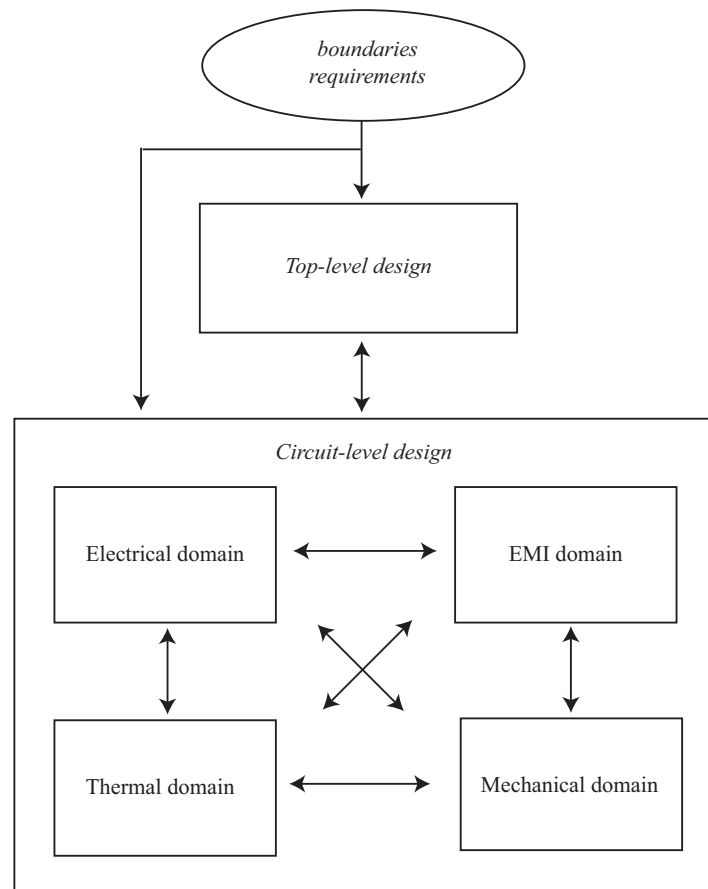 boundaries
requirements
Top-level design
Circuit-level design
Electrical domain
EMI domain
Thermal domain
Mechanical domain